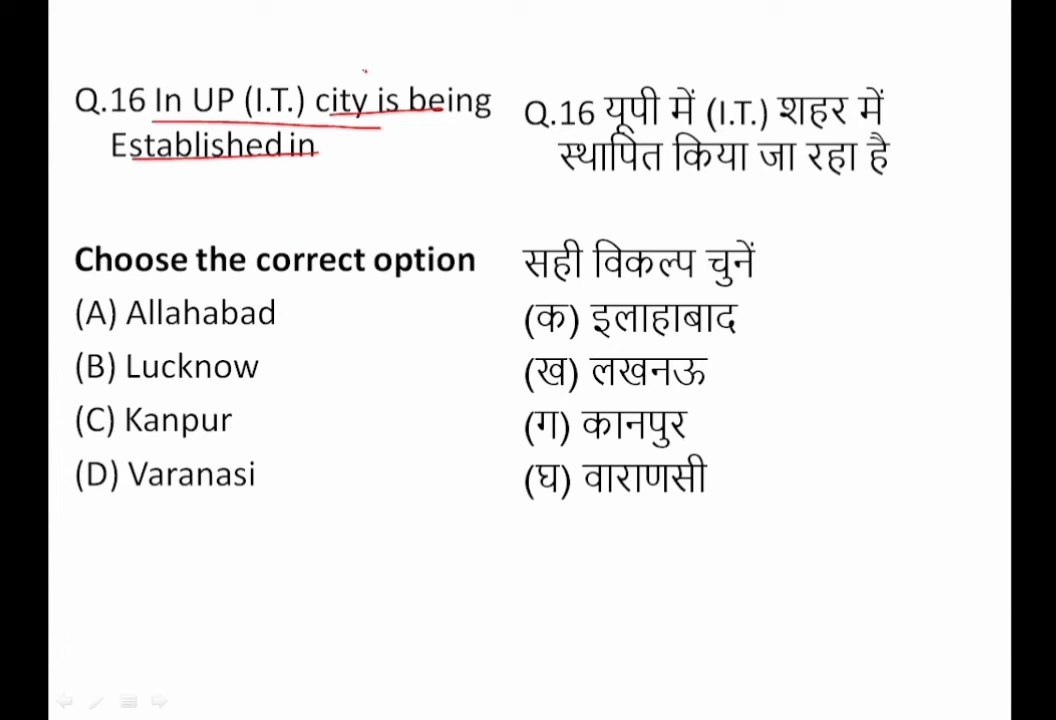 Q.16 In UP (I.T.) city is being
Established in
Choose the correct option
(A) Allahabad
(B) Lucknow
(C) Kanpur
(D) Varanasi
Q.16 यूपी में (I.T.) शहर में
स्थापित किया जा रहा है
सही विकल्प चुनें
(क) इलाहाबाद
(ख) लखनऊ
(ग) कानपुर
(घ) वाराणसी